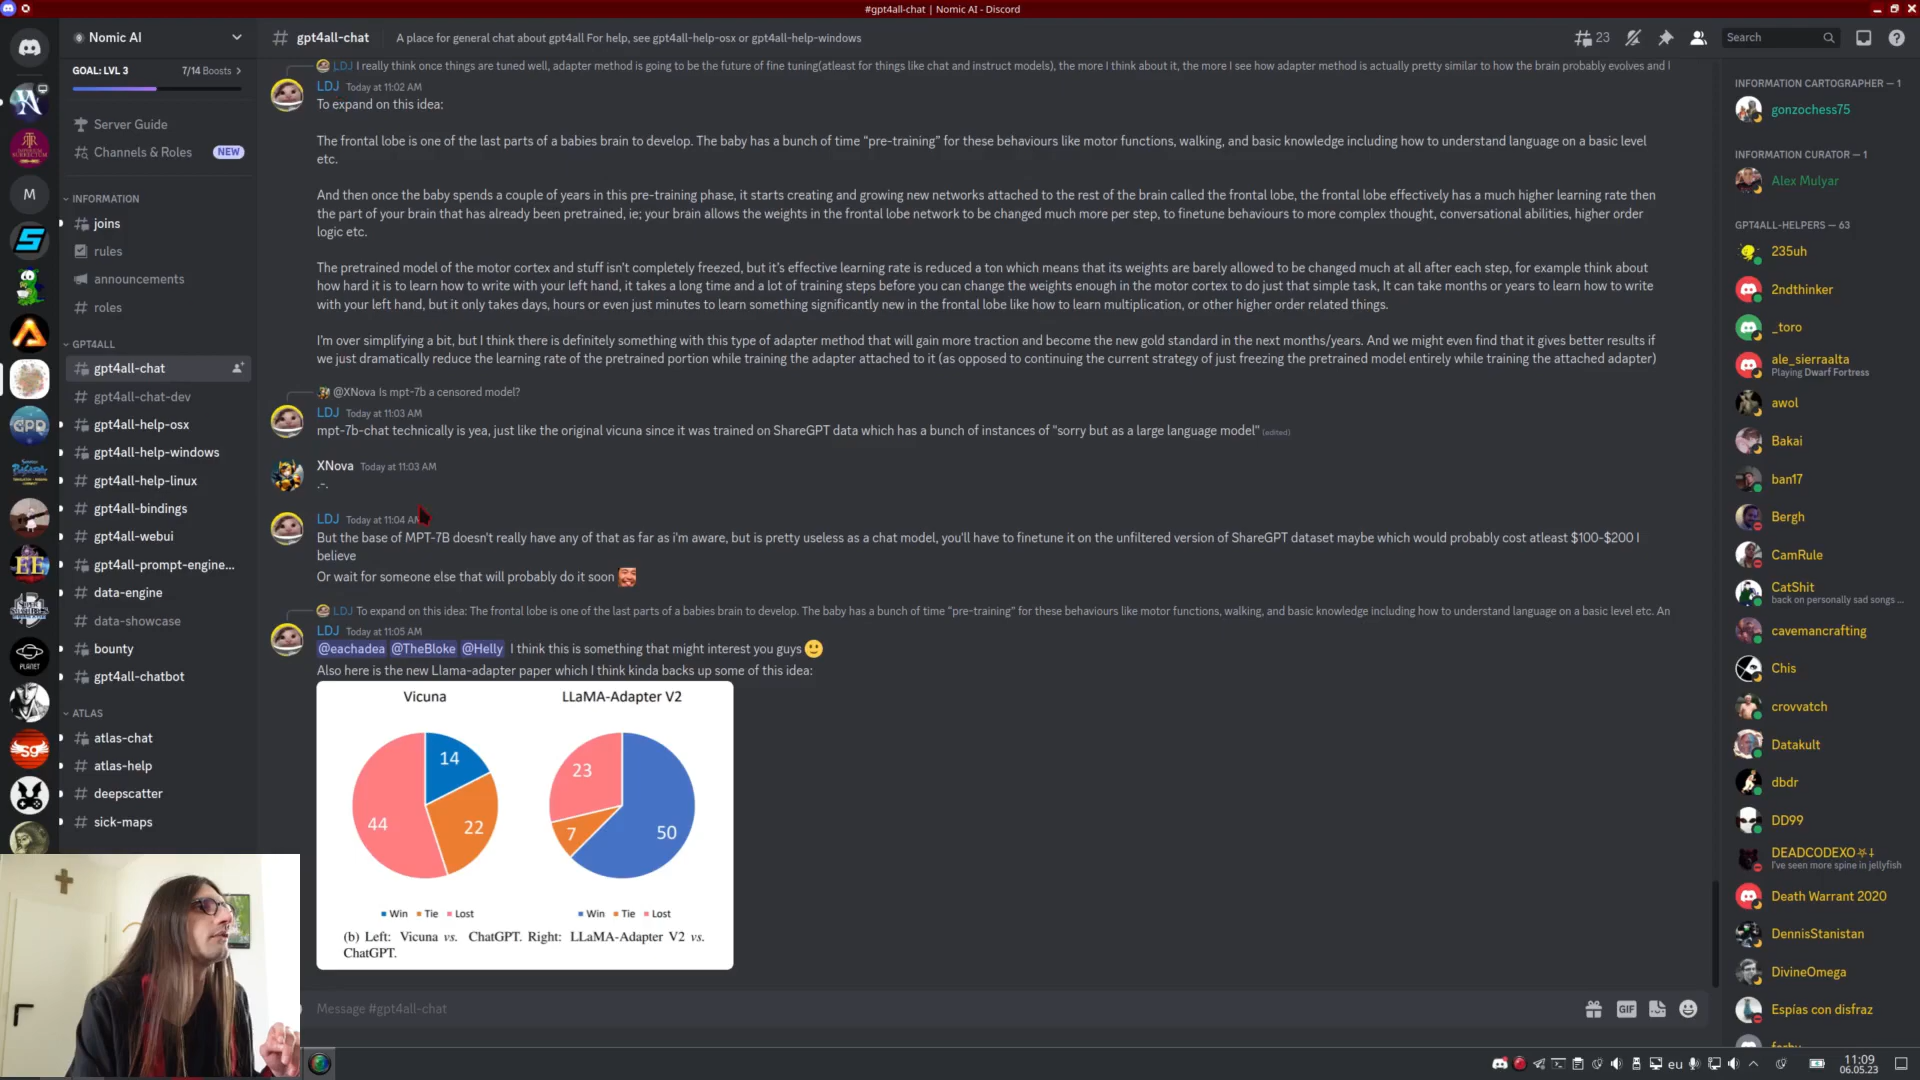 #gpt4all-chat | Nomic AI - Discord
Nomic AI
GOAL: LVL 3
7/14 Boosts
Server Guide
Channels & Roles
NEW
INFORMATION
joins
rules
announcements
roles
GPT4ALL
gpt4all-chat
gpt4all-chat-dev
gpt4all-help-osx
gpt4all-help-windows
gpt4all-help-linux
gpt4all-bindings
gpt4all-webui
gpt4all-prompt-engine...
data-engine
data-showcase
bounty
gpt4all-chatbot
ATLAS
atlas-chat
atlas-help
deepscatter
sick-maps
M
GPP
EE
PLANET
SG
gpt4all-chat
A place for general chat about gpt4all For help, see gpt4all-help-osx or gpt4all-help-windows
23
Search
LDJ I really think once things are tuned well, adapter method is going to be the future of fine tuning(atleast for things like chat and instruct models), the more I think about it, the more I see how adapter method is actually pretty similar to how the brain probably evolves and l
LDJ Today at 11:02 AM
To expand on this idea:
The frontal lobe is one of the last parts of a babies brain to develop. The baby has a bunch of time "pre-training" for these behaviours like motor functions, walking, and basic knowledge including how to understand language on a basic level
etc.
And then once the baby spends a couple of years in this pre-training phase, it starts creating and growing new networks attached to the rest of the brain called the frontal lobe, the frontal lobe effectively has a much higher learning rate then
the part of your brain that has already been pretrained, ie; your brain allows the weights in the frontal lobe network to be changed much more per step, to finetune behaviours to more complex thought, conversational abilities, higher order
logic etc.
The pretrained model of the motor cortex and stuff isn't completely freezed, but it's effective learning rate is reduced a ton which means that its weights are barely allowed to be changed much at all after each step, for example think about
how hard it is to learn how to write with your left hand, it takes a long time and a lot of training steps before you can change the weights enough in the motor cortex to do just that simple task, It can take months or years to learn how to write
with your left hand, but it only takes days, hours or even just minutes to learn something significantly new in the frontal lobe like how to learn multiplication, or other higher order related things.
I'm over simplifying a bit, but I think there is definitely something with this type of adapter method that will gain more traction and become the new gold standard in the next months/years. And we might even find that it gives better results if
we just dramatically reduce the learning rate of the pretrained portion while training the adapter attached to it (as opposed to continuing the current strategy of just freezing the pretrained model entirely while training the attached adapter)
@XNova Is mpt-7b a censored model?
LDJ Today at 11:03 AM
mpt-7b-chat technically is yea, just like the original vicuna since it was trained on ShareGPT data which has a bunch of instances of "sorry but as a large language model" (edited)
XNova Today at 11:03 AM
.-.
LDJ Today at 11:04 AM
But the base of MPT-7B doesn't really have any of that as far as i'm aware, but is pretty useless as a chat model, you'll have to finetune it on the unfiltered version of ShareGPT dataset maybe which would probably cost atleast $100-$200 I
believe
Or wait for someone else that will probably do it soon
LDJ To expand on this idea: The frontal lobe is one of the last parts of a babies brain to develop. The baby has a bunch of time "pre-training" for these behaviours like motor functions, walking, and basic knowledge including how to understand language on a basic level etc. An
LDJ Today at 11:05 AM
@eachadea @TheBloke @Helly I think this is something that might interest you guys
Also here is the new Llama-adapter paper which I think kinda backs up some of this idea:
Vicuna
LLaMA-Adapter V2
14
22
44
23
7
50
Win Tie Lost
Win Tie Lost
(b) Left: Vicuna vs. ChatGPT. Right: LLaMA-Adapter V2 vs.
ChatGPT.
Message #gpt4all-chat
GIF
INFORMATION CARTOGRAPHER — 1
gonzochess75
INFORMATION CURATOR — 1
Alex Mulyar
GPT4ALL-HELPERS — 63
235uh
2ndthinker
_toro
ale_sierraalta
Playing Dwarf Fortress
awol
Bakai
ban17
Bergh
CamRule
CatShit
back on personally sad songs ...
cavemancrafting
Chis
crovvatch
Datakult
dbdr
DD99
DEADCODEXO
I've seen more spine in jellyfish
Death Warrant 2020
DennisStanistan
DivineOmega
Espías con disfraz
eu
11:09
06.05.23